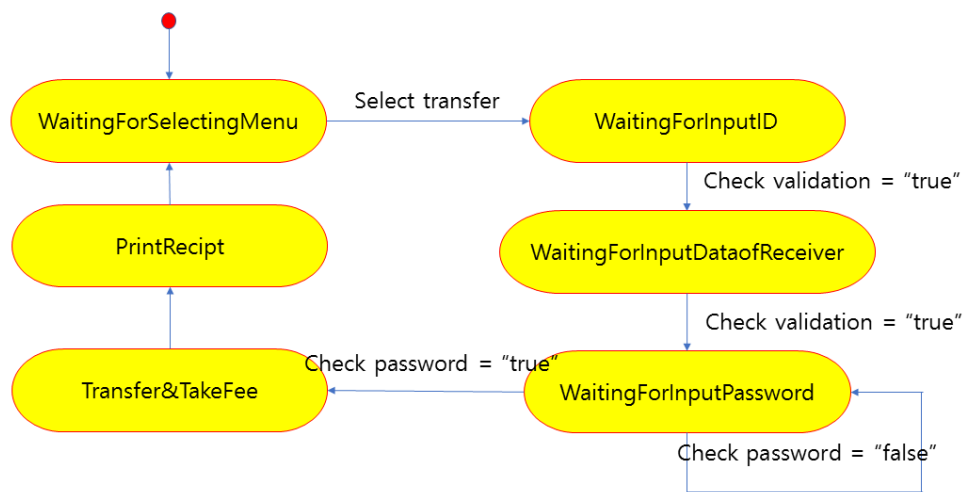 WaitingForSelectingMenu
Select transfer
WaitingForInputID
Check validation = "true"
PrintRecipt
WaitingForInputDataofReceiver
Check validation = "true"
Transfer&TakeFee
Check password = "true"
WaitingForInputPassword
Check password = "false"